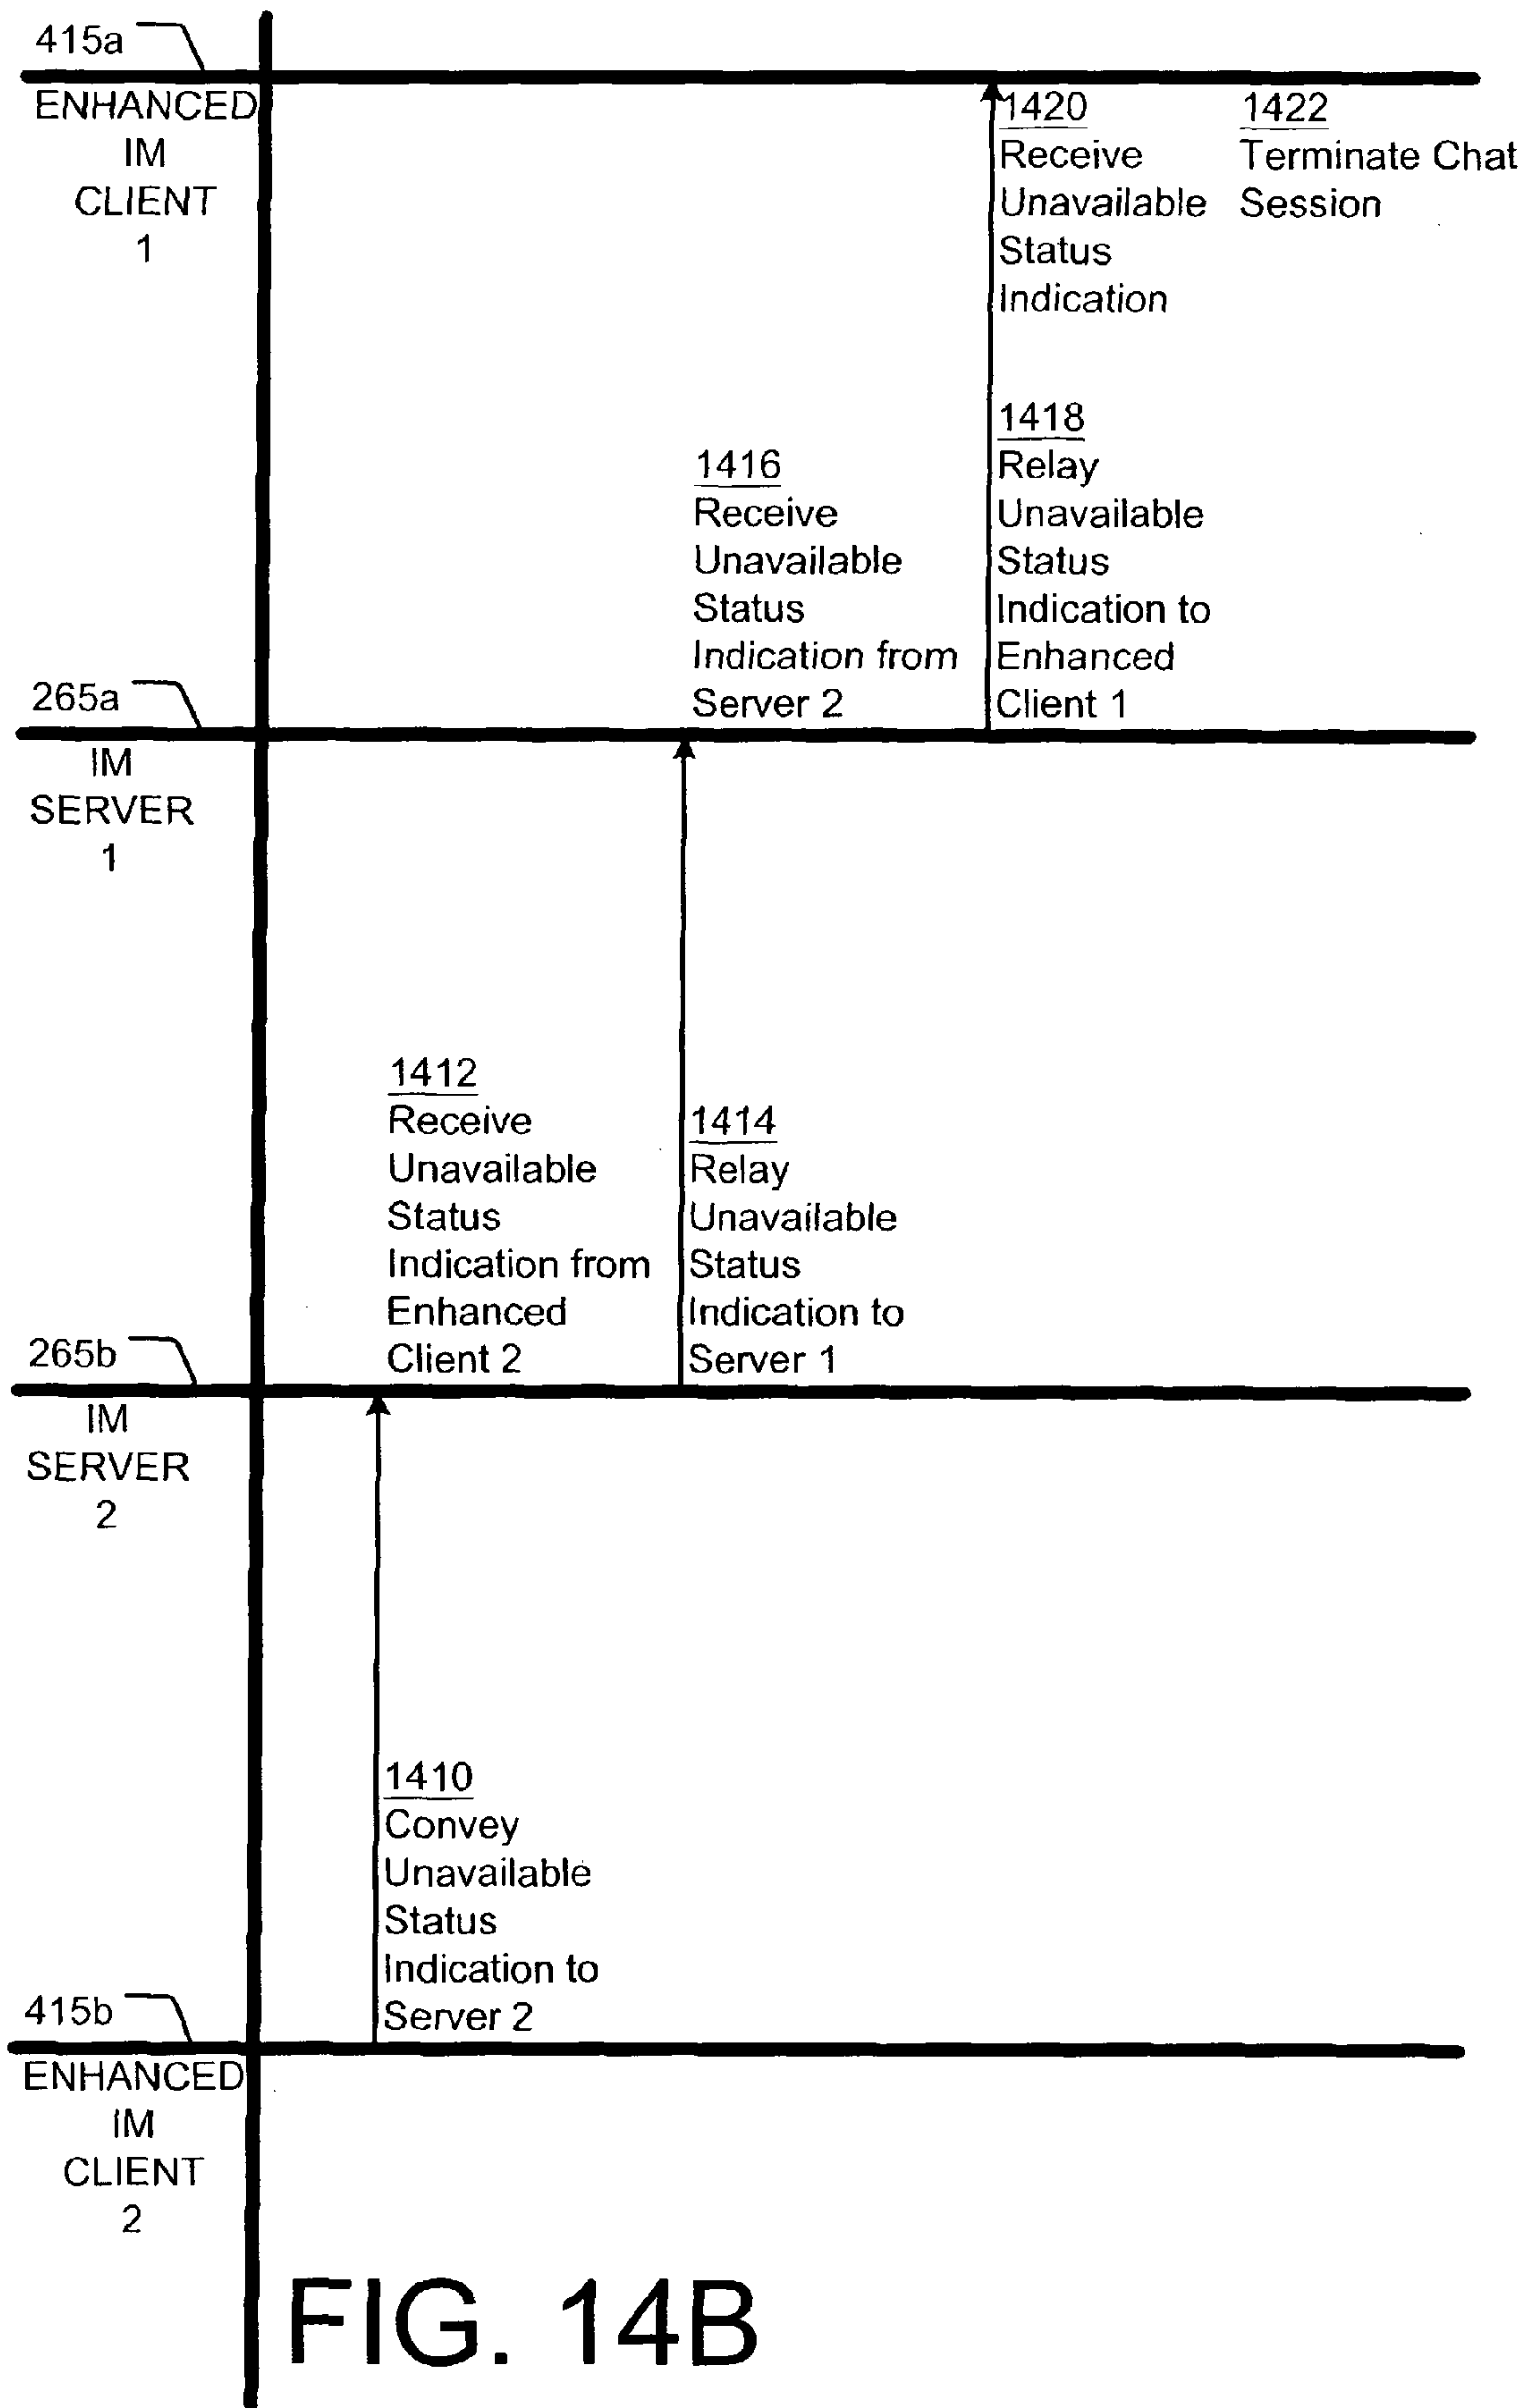 415a
ENHANCED
IM
CLIENT
1
1420
Receive
Unavailable
Status
Indication
1422
Terminate Chat
Session
1416
Receive
Unavailable
Status
Indication from
Server 2
1418
Relay
Unavailable
Status
Indication to
Enhanced
Client 1
265a
IM
SERVER
1
1412
Receive
Unavailable
Status
Indication from
Enhanced
Client 2
1414
Relay
Unavailable
Status
Indication to
Server 1
265b
IM
SERVER
2
1410
Convey
Unavailable
Status
Indication to
Server 2
415b
ENHANCED
IM
CLIENT
2
FIG. 14B